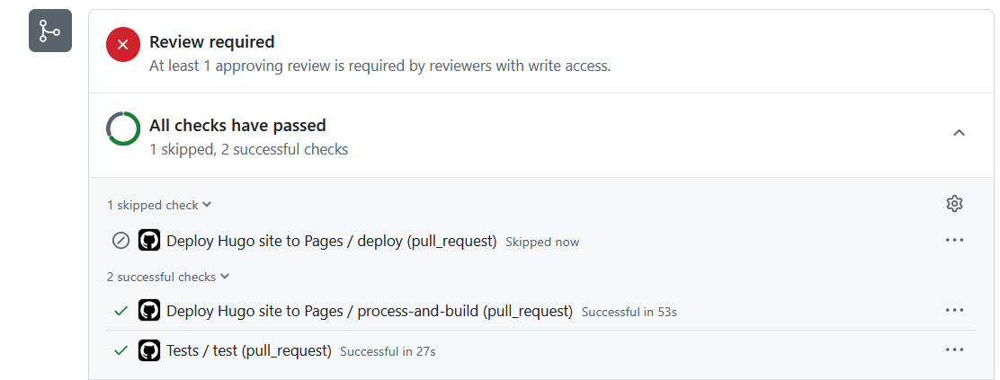 Review required
At least 1 approving review is required by reviewers with write access.
All checks have passed
1 skipped, 2 successful checks
1 skipped check
Deploy Hugo site to Pages / deploy (pull_request) Skipped now
2 successful checks
Deploy Hugo site to Pages / process-and-build (pull_request) Successful in 53s
Tests / test (pull_request) Successful in 27s